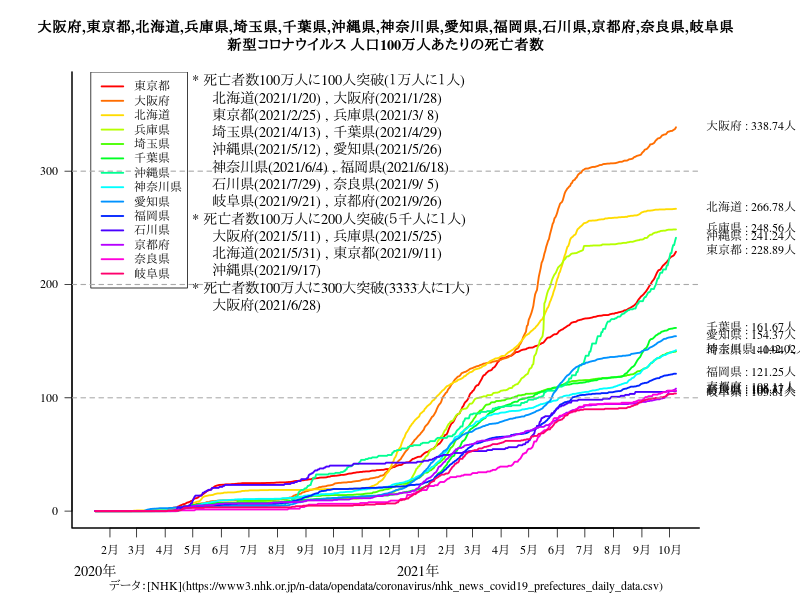 大阪府,東京都,北海道,兵庫県,埼玉県,千葉県,沖縄県,神奈川県,愛知県,福岡県,石川県,京都府,奈良県,岐阜県
新型コロナウイルス 人口100万人あたりの死亡者数
東京都
大阪府
北海道
兵庫県
埼玉県
千葉県
沖縄県
神奈川県
愛知県
福岡県
石川県
京都府
奈良県
岐阜県
* 死亡者数100万人に100人突破(1万人に1人)
北海道(2021/1/20) , 大阪府(2021/1/28)
東京都(2021/2/25) , 兵庫県(2021/3/ 8)
埼玉県(2021/4/13) , 千葉県(2021/4/29)
沖縄県(2021/5/12) , 愛知県(2021/5/26)
神奈川県(2021/6/4) , 福岡県(2021/6/18)
石川県(2021/7/29) , 奈良県(2021/9/ 5)
岐阜県(2021/9/21) , 京都府(2021/9/26)
* 死亡者数100万人に200人突破(5千人に1人)
大阪府(2021/5/11) , 兵庫県(2021/5/25)
北海道(2021/5/31) , 東京都(2021/9/11)
沖縄県(2021/9/17)
* 死亡者数100万人に300人突破(3333人に1人)
大阪府(2021/6/28)
大阪府 : 338.74人
北海道 : 266.78人
兵庫県 : 248.56人
沖縄県 : 241.24人
東京都 : 228.89人
千葉県 : 161.67人
愛知県 : 154.37人
福岡県 : 121.25人
300
200
100
0
2月 3月 4月 5月 6月 7月 8月 9月 10月 11月 12月 1月 2月 3月 4月 5月 6月 7月 8月 9月 10月
2020年 2021年
データ：[NHK](https://www3.nhk.or.jp/n-data/opendata/coronavirus/nhk_news_covid19_prefectures_daily_data.csv)